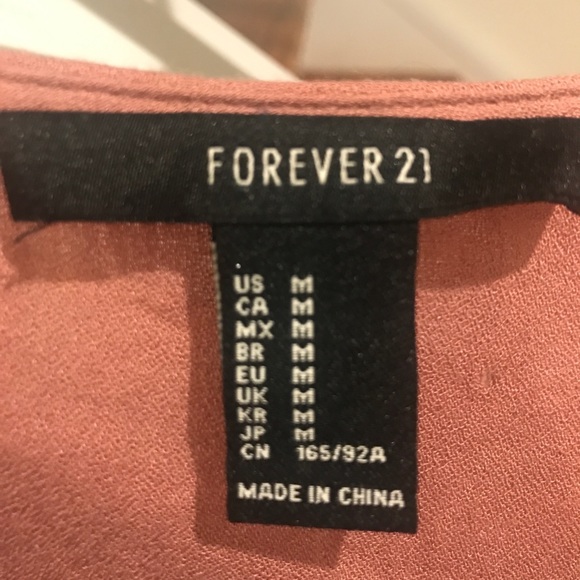 FOREVER 21
US M
CA M
MX M
BR M
EU M
UK M
KR M
JP M
CN 165/92A
MADE IN CHINA